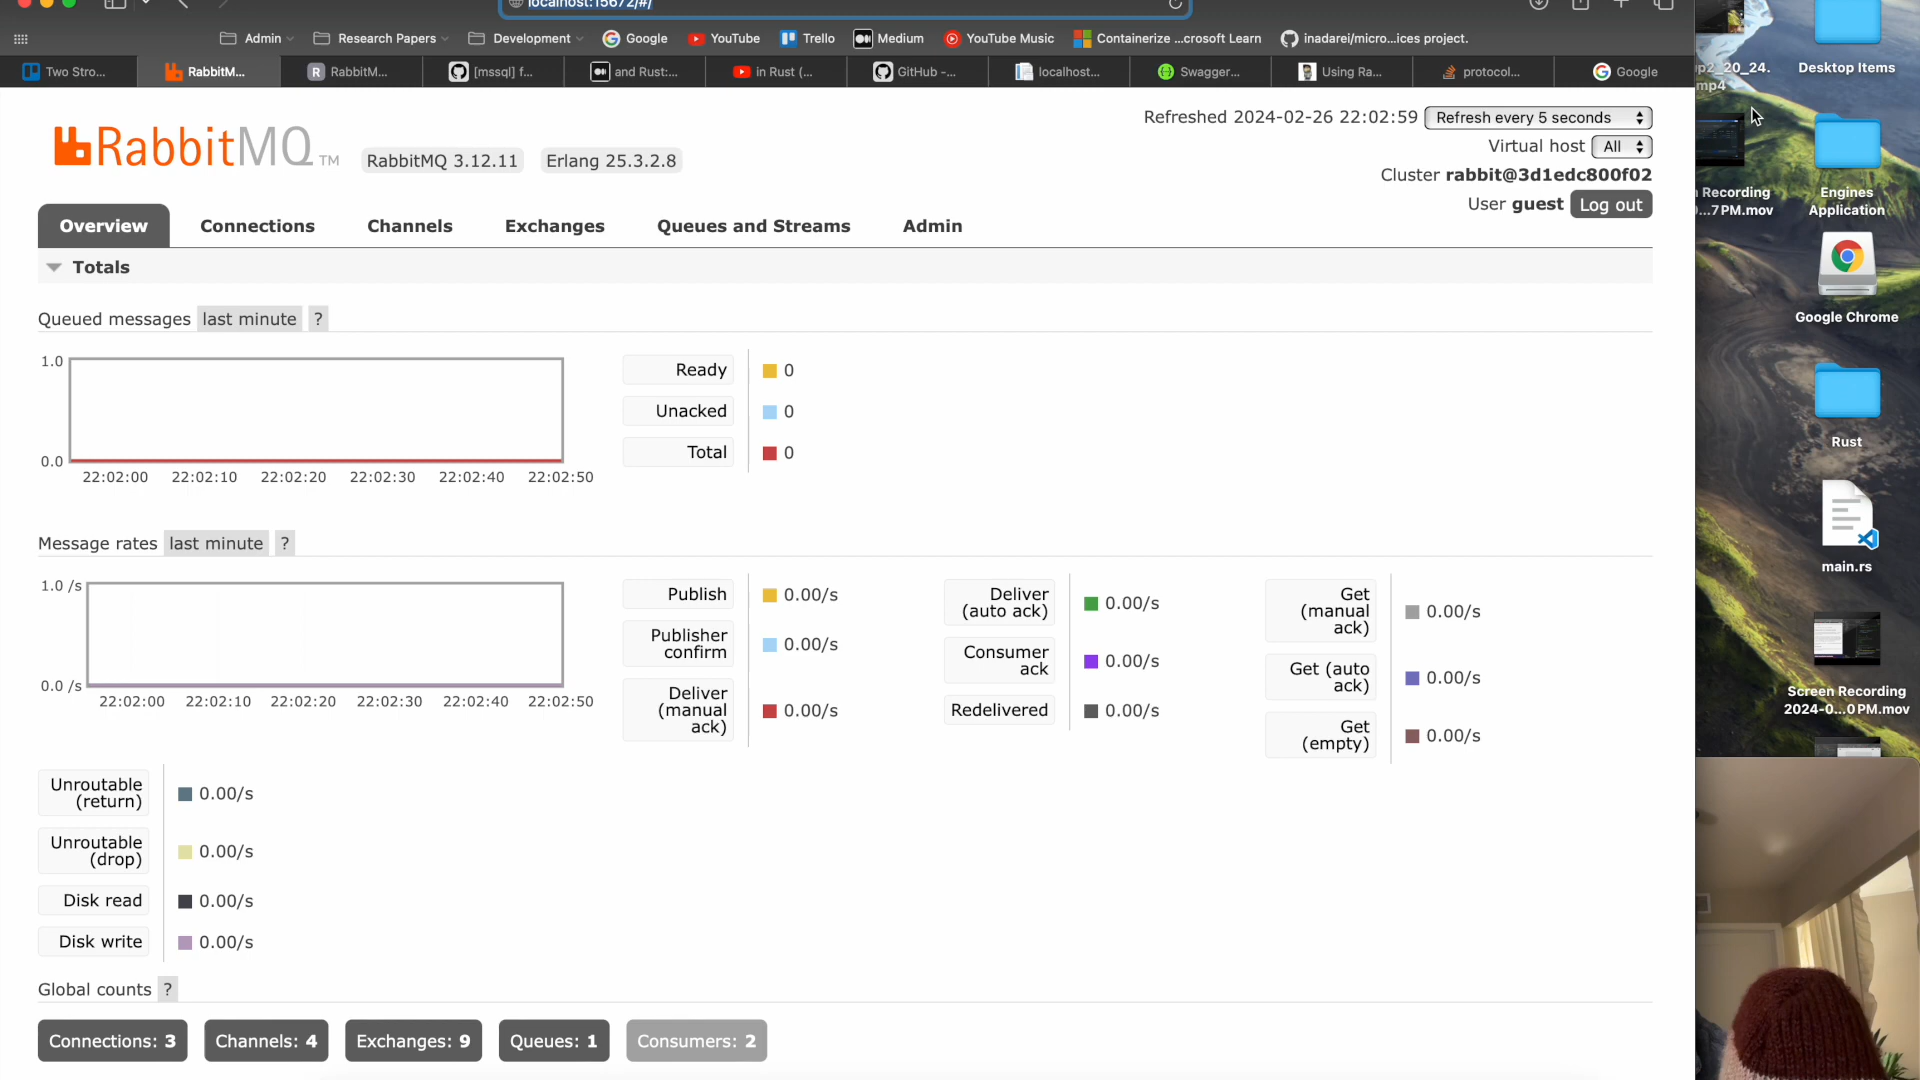 localhost:15672/#/
Admin
Research Papers
Development
Google
YouTube
Trello
Medium
YouTube Music
Containerize ...crosoft Learn
inadarei/micro...ices project.
Two Stro...
RabbitM...
RabbitM...
[mssql] f...
and Rust:...
in Rust (...
GitHub -...
localhost...
Swagger...
Using Ra...
protocol...
Google
RabbitMQ TM
RabbitMQ 3.12.11
Erlang 25.3.2.8
Refreshed 2024-02-26 22:02:59
Refresh every 5 seconds
Virtual host All
Cluster rabbit@3d1edc800f02
User guest Log out
Overview
Connections
Channels
Exchanges
Queues and Streams
Admin
Totals
Queued messages last minute ?
1.0
0.0
22:02:00 22:02:10 22:02:20 22:02:30 22:02:40 22:02:50
Ready 0
Unacked 0
Total 0
Message rates last minute ?
1.0 /s
0.0 /s
22:02:00 22:02:10 22:02:20 22:02:30 22:02:40 22:02:50
Publish 0.00/s
Publisher
confirm 0.00/s
Deliver
(manual
ack) 0.00/s
Deliver
(auto ack) 0.00/s
Consumer
ack 0.00/s
Redelivered 0.00/s
Get
(manual
ack) 0.00/s
Get (auto
ack) 0.00/s
Get
(empty) 0.00/s
Unroutable
(return) 0.00/s
Unroutable
(drop) 0.00/s
Disk read 0.00/s
Disk write 0.00/s
Global counts ?
Connections: 3
Channels: 4
Exchanges: 9
Queues: 1
Consumers: 2
p2_20_24.
mp4
Desktop Items
Recording
...7PM.mov
Engines
Application
Google Chrome
Rust
main.rs
Screen Recording
2024-0...0PM.mov